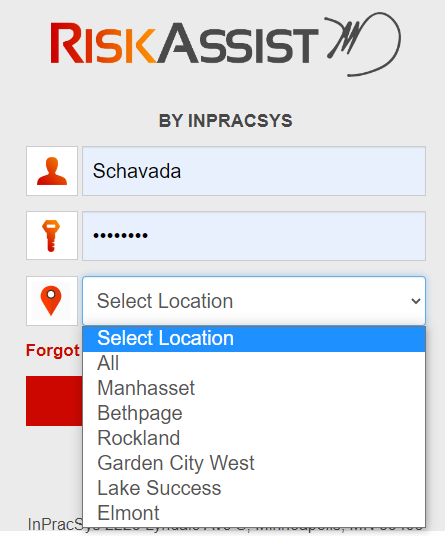 RISKASSIST
BY INPRACSYS
Schavada
••••••••
Select Location
Forgot
Select Location
All
Manhasset
Bethpage
Rockland
Garden City West
Lake Success
Elmont